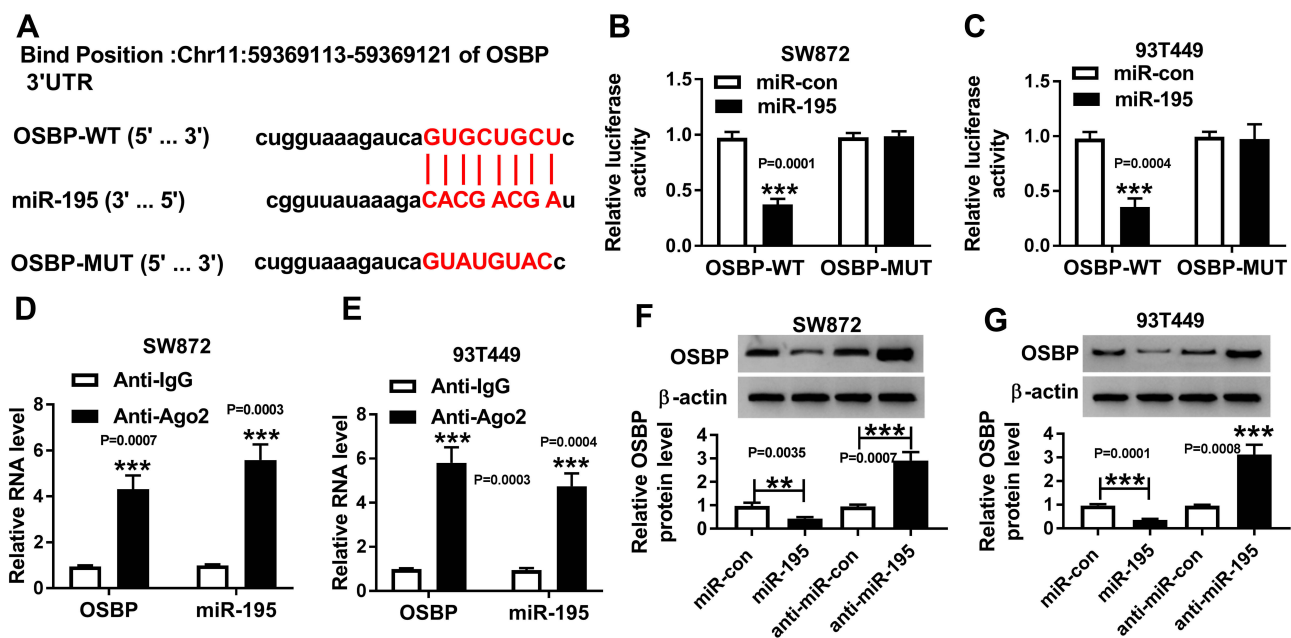 A
Bind Position :Chr11:59369113-59369121 of OSBP
3'UTR
OSBP-WT (5' ... 3') cugguaaagaucaGUGCUGCUc
miR-195 (3' ... 5') cgguuauaaagaCACG ACG Au
OSBP-MUT (5' ... 3') cugguaaagaucaGUAUGUACc
B
SW872
miR-con
miR-195
Relative luciferase
activity
1.5
1.0
0.5
0.0
P=0.0001
***
OSBP-WT OSBP-MUT
C
93T449
miR-con
miR-195
Relative luciferase
activity
1.5
1.0
0.5
0.0
P=0.0004
***
OSBP-WT OSBP-MUT
D
SW872
Anti-IgG
Anti-Ago2
Relative RNA level
8
6
4
2
0
P=0.0007
***
P=0.0003
***
OSBP miR-195
E
93T449
Anti-IgG
Anti-Ago2
Relative RNA level
8
6
4
2
0
***
P=0.0003
P=0.0004
***
OSBP miR-195
F
SW872
OSBP
β-actin
Relative OSBP
protein level
4
3
2
1
0
P=0.0035
**
P=0.0007
***
miR-con
miR-195
anti-miR-con
anti-miR-195
G
93T449
OSBP
β-actin
Relative OSBP
protein level
4
3
2
1
0
P=0.0001
***
P=0.0008
***
miR-con
miR-195
anti-miR-con
anti-miR-195